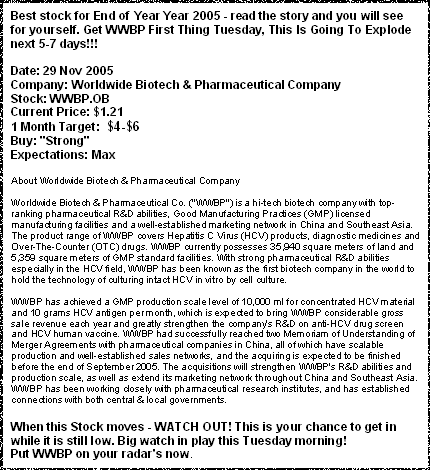 Best stock for End of Year Year 2005 - read the story and you will see
for yourself. Get WWBP First Thing Tuesday, This Is Going To Explode
next 5-7 days!!!
Date: 29 Nov 2005
Company: Worldwide Biotech & Pharmaceutical Company
Stock: WWBP.OB
Current Price: $1.21
1 Month Target: $4-$6
Buy: "Strong"
Expectations: Max
About Worldwide Biotech & Pharmaceutical Company
Worldwide Biotech & Pharmaceutical Co. ("WWBP") is a hi-tech biotech company with top-
ranking pharmaceutical R&D abilities, Good Manufacturing Practices (GMP) licensed
manufacturing facilities and a well-established marketing network in China and Southeast Asia.
The product range of WWBP covers Hepatitis C Virus (HCV) products, diagnostic medicines and
Over-The-Counter (OTC) drugs. WWBP currently possesses 35,940 square meters of land and
5,359 square meters of GMP standard facilities. With strong pharmaceutical R&D abilities
especially in the HCV field, WWBP has been known as the first biotech company in the world to
hold the technology of culturing intact HCV in vitro by cell culture.
WWBP has achieved a GMP production scale level of 10,000 ml for concentrated HCV material
and 10 grams HCV antigen per month, which is expected to bring WWBP considerable gross
sale revenue each year and greatly strengthen the company's R&D on anti-HCV drug screen
and HCV human vaccine. WWBP had successfully reached two Memoriam of Understanding of
Merger Agreements with pharmaceutical companies in China, all of which have scalable
production and well-established sales networks, and the acquiring is expected to be finished
before the end of September 2005. The acquisitions will strengthen WWBP's R&D abilities and
production scale, as well as extend its marketing network throughout China and Southeast Asia.
WWBP has been working closely with pharmaceutical research institutes, and has established
connections with both central & local governments.
When this Stock moves - WATCH OUT! This is your chance to get in
while it is still low. Big watch in play this Tuesday morning!
Put WWBP on your radar's now.